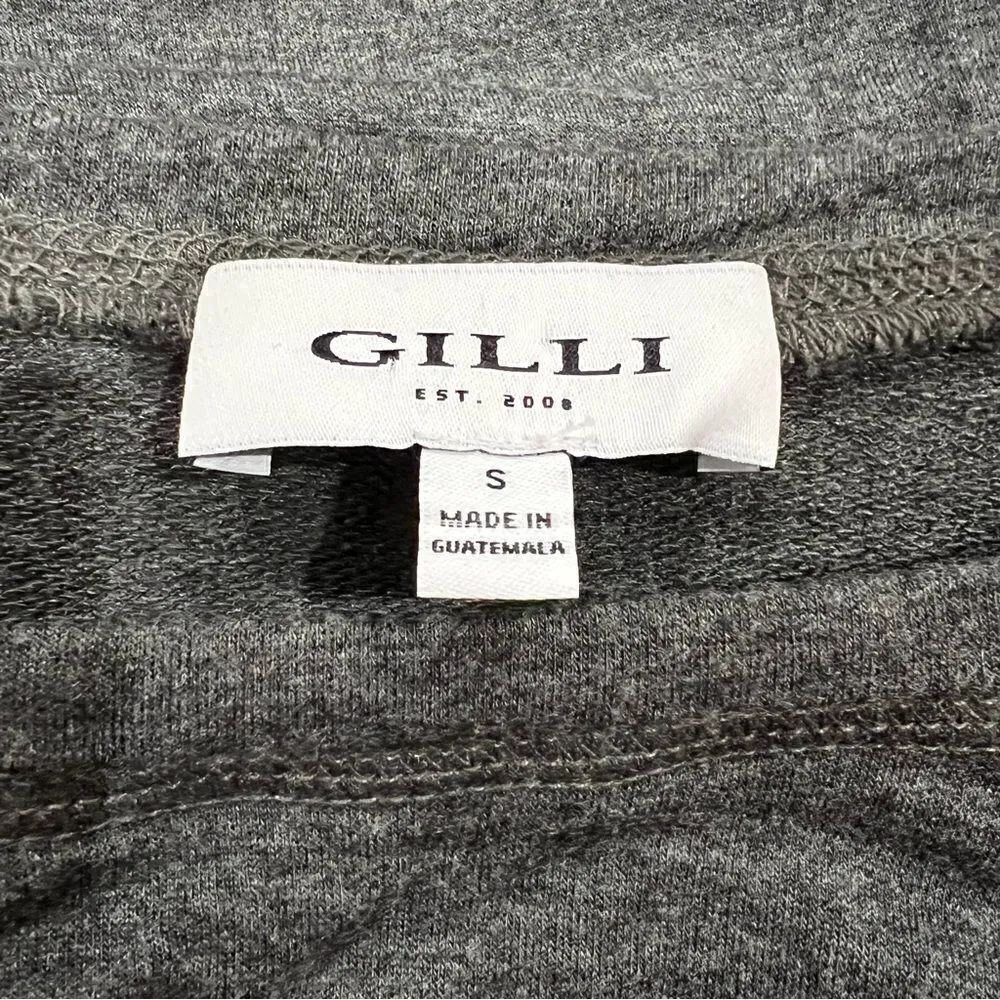 GILLI
EST. 2008
S
MADE IN
GUATEMALA